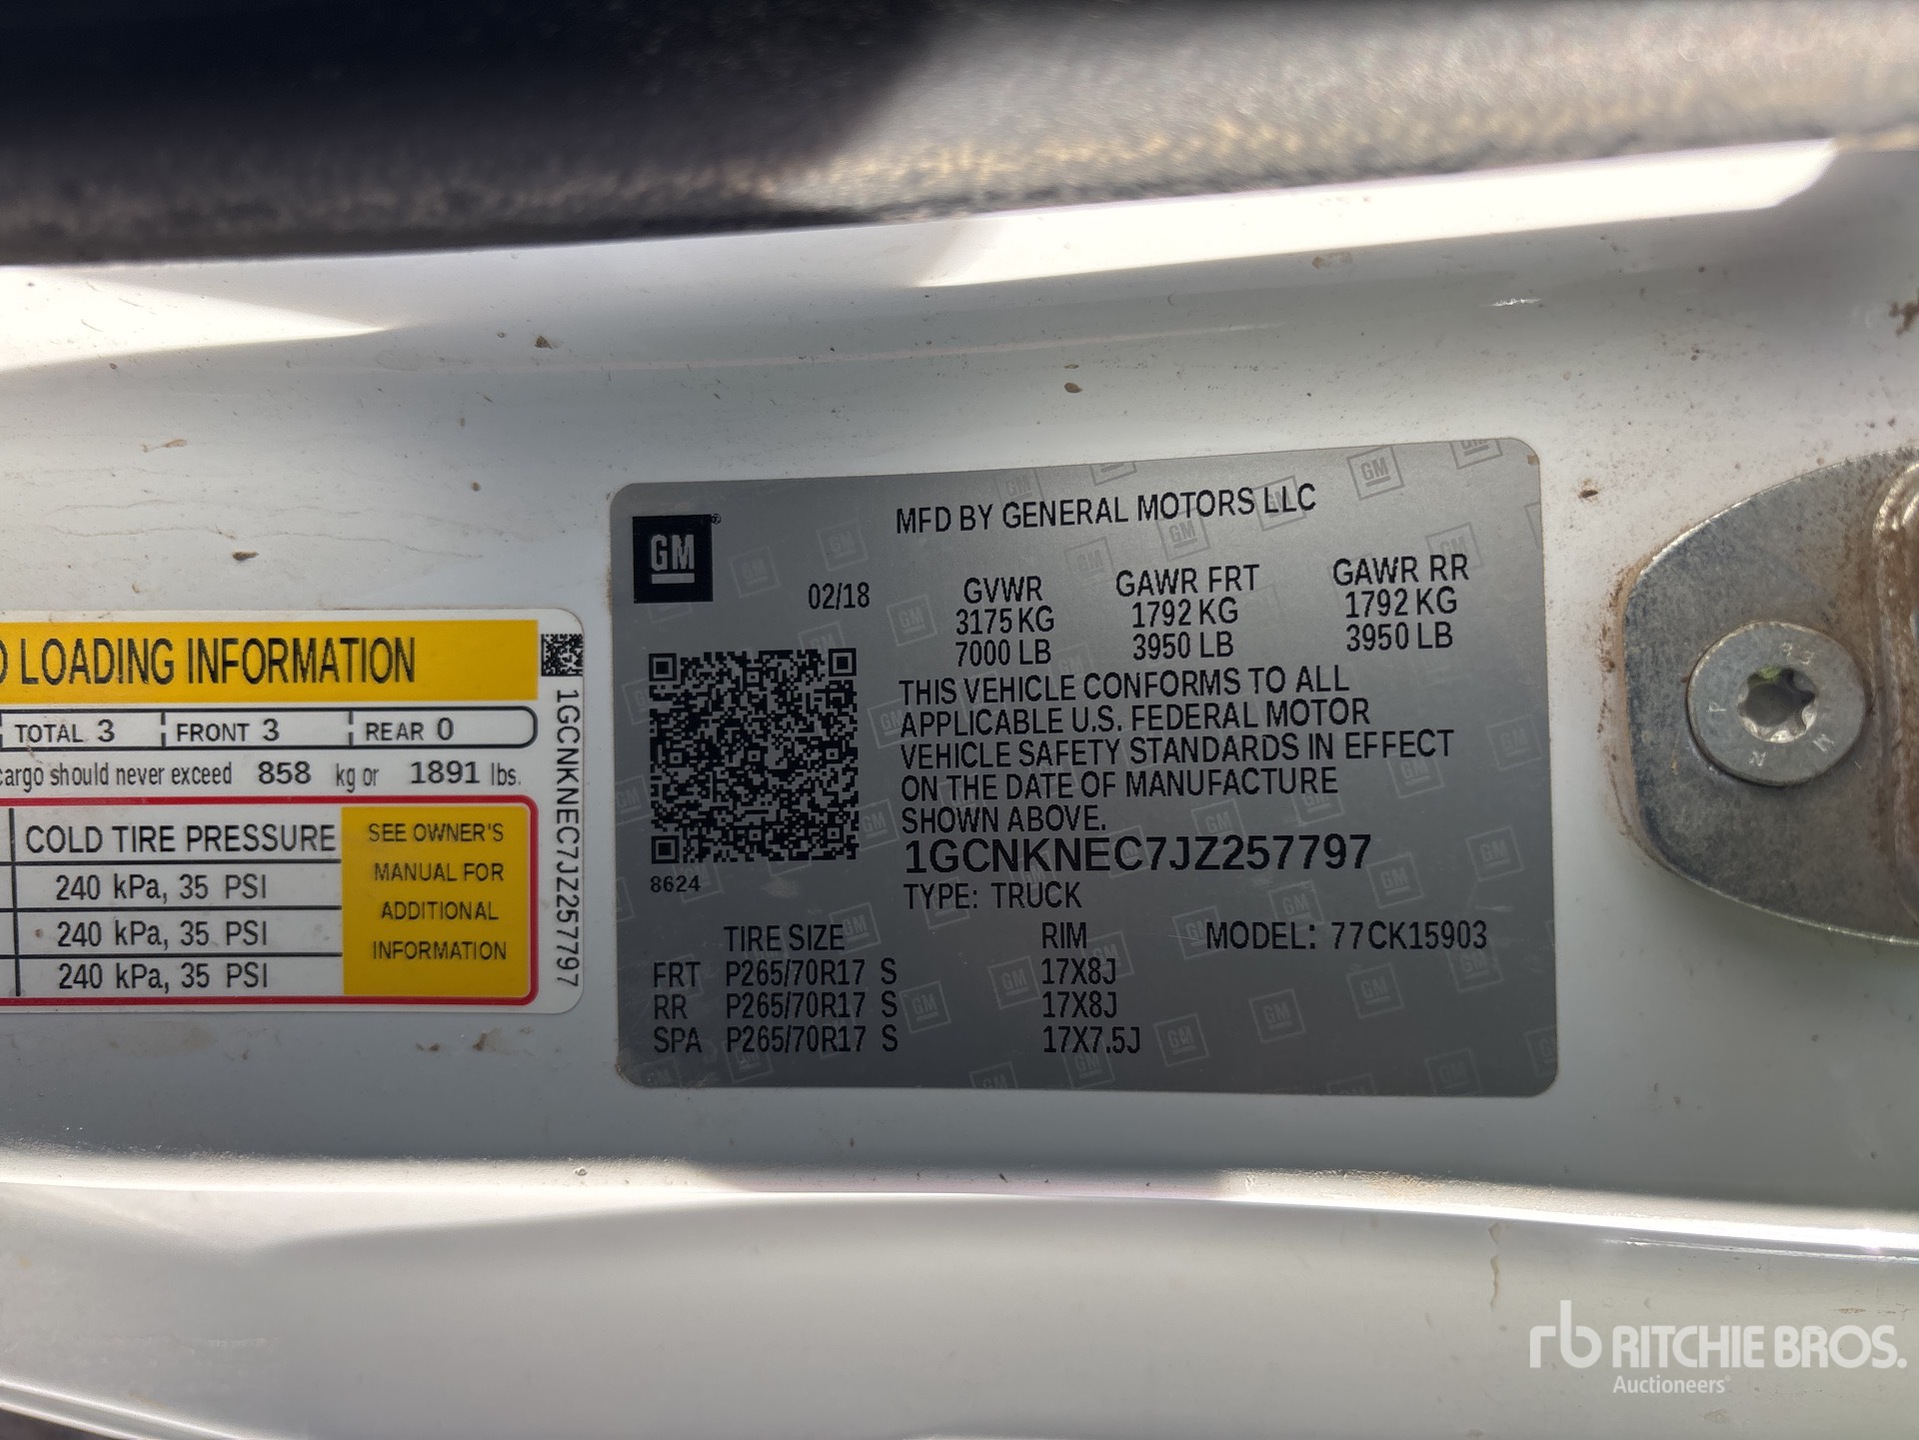 LOADING INFORMATION
TOTAL 3 FRONT 3 REAR 0
cargo should never exceed 858 kg or 1891 lbs.
COLD TIRE PRESSURE
240 kPa, 35 PSI
240 kPa, 35 PSI
240 kPa, 35 PSI
SEE OWNER'S
MANUAL FOR
ADDITIONAL
INFORMATION
1GCNKNEC7JZ257797
GM
MFD BY GENERAL MOTORS LLC
02/18 GVWR GAWR FRT GAWR RR
3175 KG 1792 KG 1792 KG
7000 LB 3950 LB 3950 LB
THIS VEHICLE CONFORMS TO ALL
APPLICABLE U.S. FEDERAL MOTOR
VEHICLE SAFETY STANDARDS IN EFFECT
ON THE DATE OF MANUFACTURE
SHOWN ABOVE.
1GCNKNEC7JZ257797
8624
TYPE: TRUCK
TIRE SIZE RIM MODEL: 77CK15903
FRT P265/70R17 S 17X8J
RR P265/70R17 S 17X8J
SPA P265/70R17 S 17X7.5J
rb RITCHIE BROS.
Auctioneers